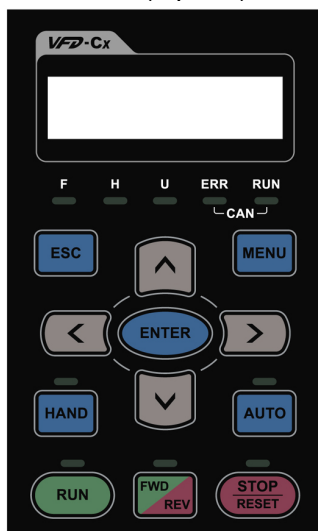 VFD-Cx
F H U ERR RUN
CAN
ESC MENU
ENTER
HAND AUTO
RUN FWD REV STOP RESET